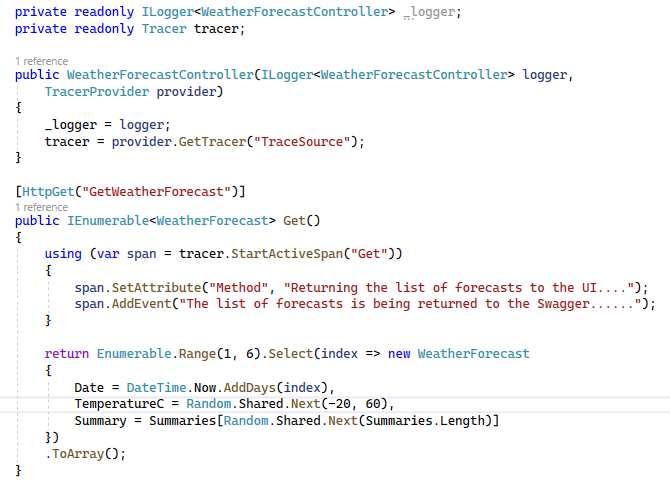 private readonly ILogger<WeatherForecastController> _logger;
private readonly Tracer tracer;
1 reference
public WeatherForecastController(ILogger<WeatherForecastController> logger,
TracerProvider provider)
{
_logger = logger;
tracer = provider.GetTracer("TraceSource");
}
[HttpGet("GetWeatherForecast")]
1 reference
public IEnumerable<WeatherForecast> Get()
{
using (var span = tracer.StartActiveSpan("Get"))
{
span.SetAttribute("Method", "Returning the list of forecasts to the UI....");
span.AddEvent("The list of forecasts is being returned to the Swagger......");
}
return Enumerable.Range(1, 6).Select(index => new WeatherForecast
{
Date = DateTime.Now.AddDays(index),
TemperatureC = Random.Shared.Next(-20, 60),
Summary = Summaries[Random.Shared.Next(Summaries.Length)]
})
.ToArray();
}